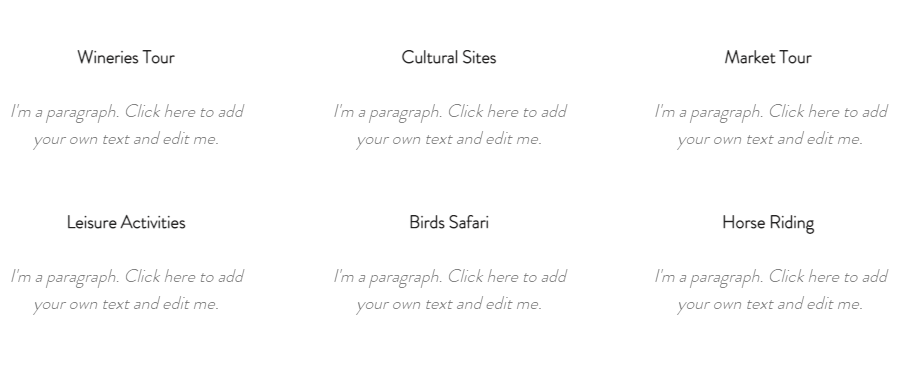 Wineries Tour
I'm a paragraph. Click here to add
your own text and edit me.
Cultural Sites
I'm a paragraph. Click here to add
your own text and edit me.
Market Tour
I'm a paragraph. Click here to add
your own text and edit me.
Leisure Activities
I'm a paragraph. Click here to add
your own text and edit me.
Birds Safari
I'm a paragraph. Click here to add
your own text and edit me.
Horse Riding
I'm a paragraph. Click here to add
your own text and edit me.